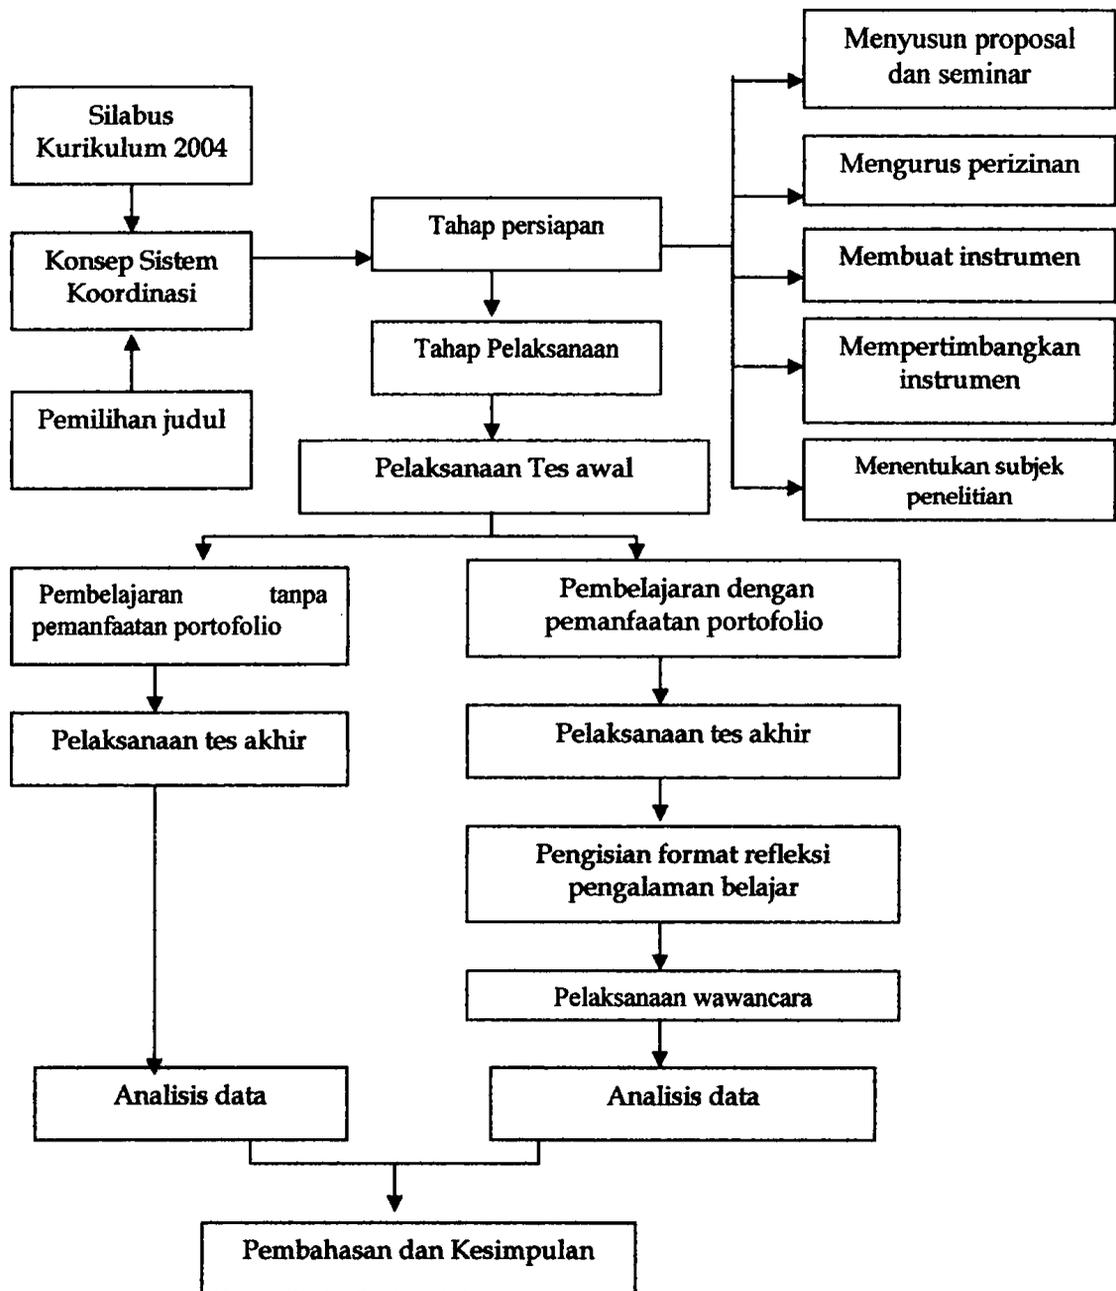 Silabus
Kurikulum 2004
Konsep Sistem
Koordinasi
Pemilihan judul
Tahap persiapan
Tahap Pelaksanaan
Pelaksanaan Tes awal
Menyusun proposal
dan seminar
Mengurus perizinan
Membuat instrumen
Mempertimbangkan
instrumen
Menentukan subjek
penelitian
Pembelajaran tanpa
pemanfaatan portofolio
Pelaksanaan tes akhir
Pembelajaran dengan
pemanfaatan portofolio
Pelaksanaan tes akhir
Pengisian format refleksi
pengalaman belajar
Pelaksanaan wawancara
Analisis data
Analisis data
Pembahasan dan Kesimpulan